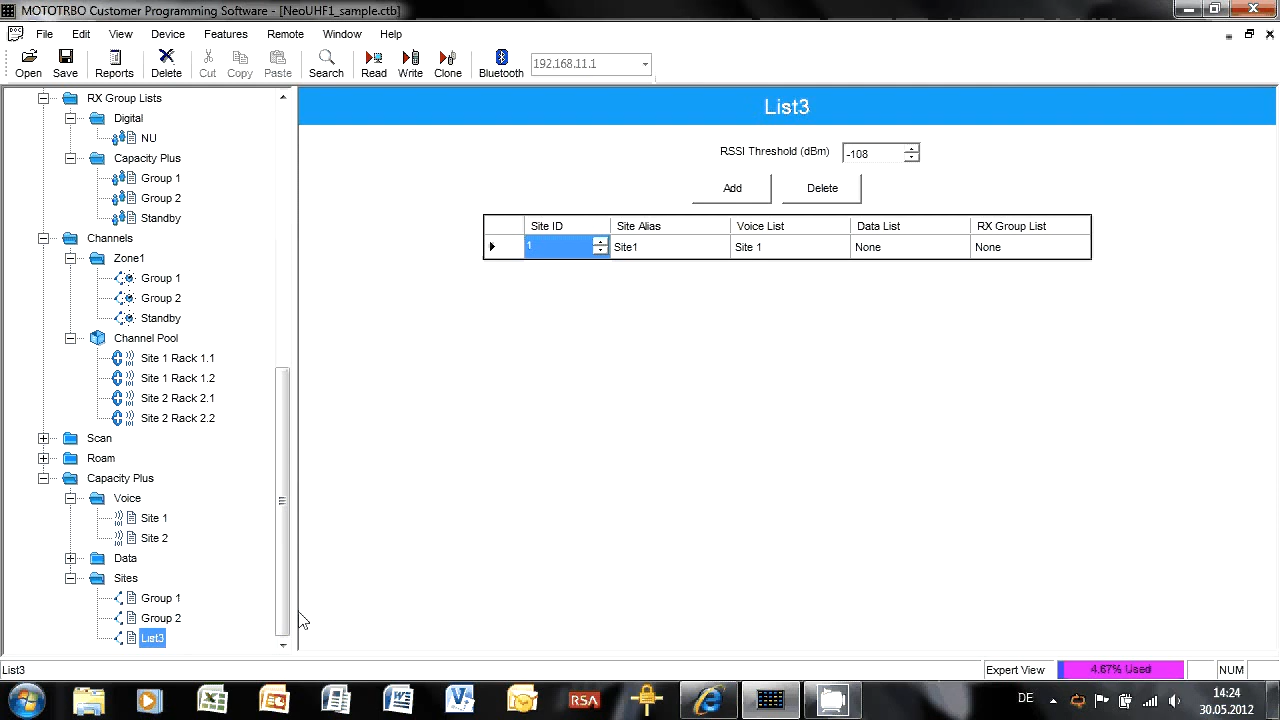 MOTOTRBO Customer Programming Software - [NeoUHF1_sample.ctb]
File Edit View Device Features Remote Window Help
Open Save Reports Delete Cut Copy Paste Search Read Write Clone Bluetooth 192.168.11.1
RX Group Lists
Digital
NU
Capacity Plus
Group 1
Group 2
Standby
Channels
Zone1
Group 1
Group 2
Standby
Channel Pool
Site 1 Rack 1.1
Site 1 Rack 1.2
Site 2 Rack 2.1
Site 2 Rack 2.2
Scan
Roam
Capacity Plus
Voice
Site 1
Site 2
Data
Sites
Group 1
Group 2
List3
List3
RSSI Threshold (dBm) -108
Add Delete
Site ID Site Alias Voice List Data List RX Group List
1 Site1 Site 1 None None
List3 Expert View 4.67% Used NUM
RSA DE 14:24
30.05.2012